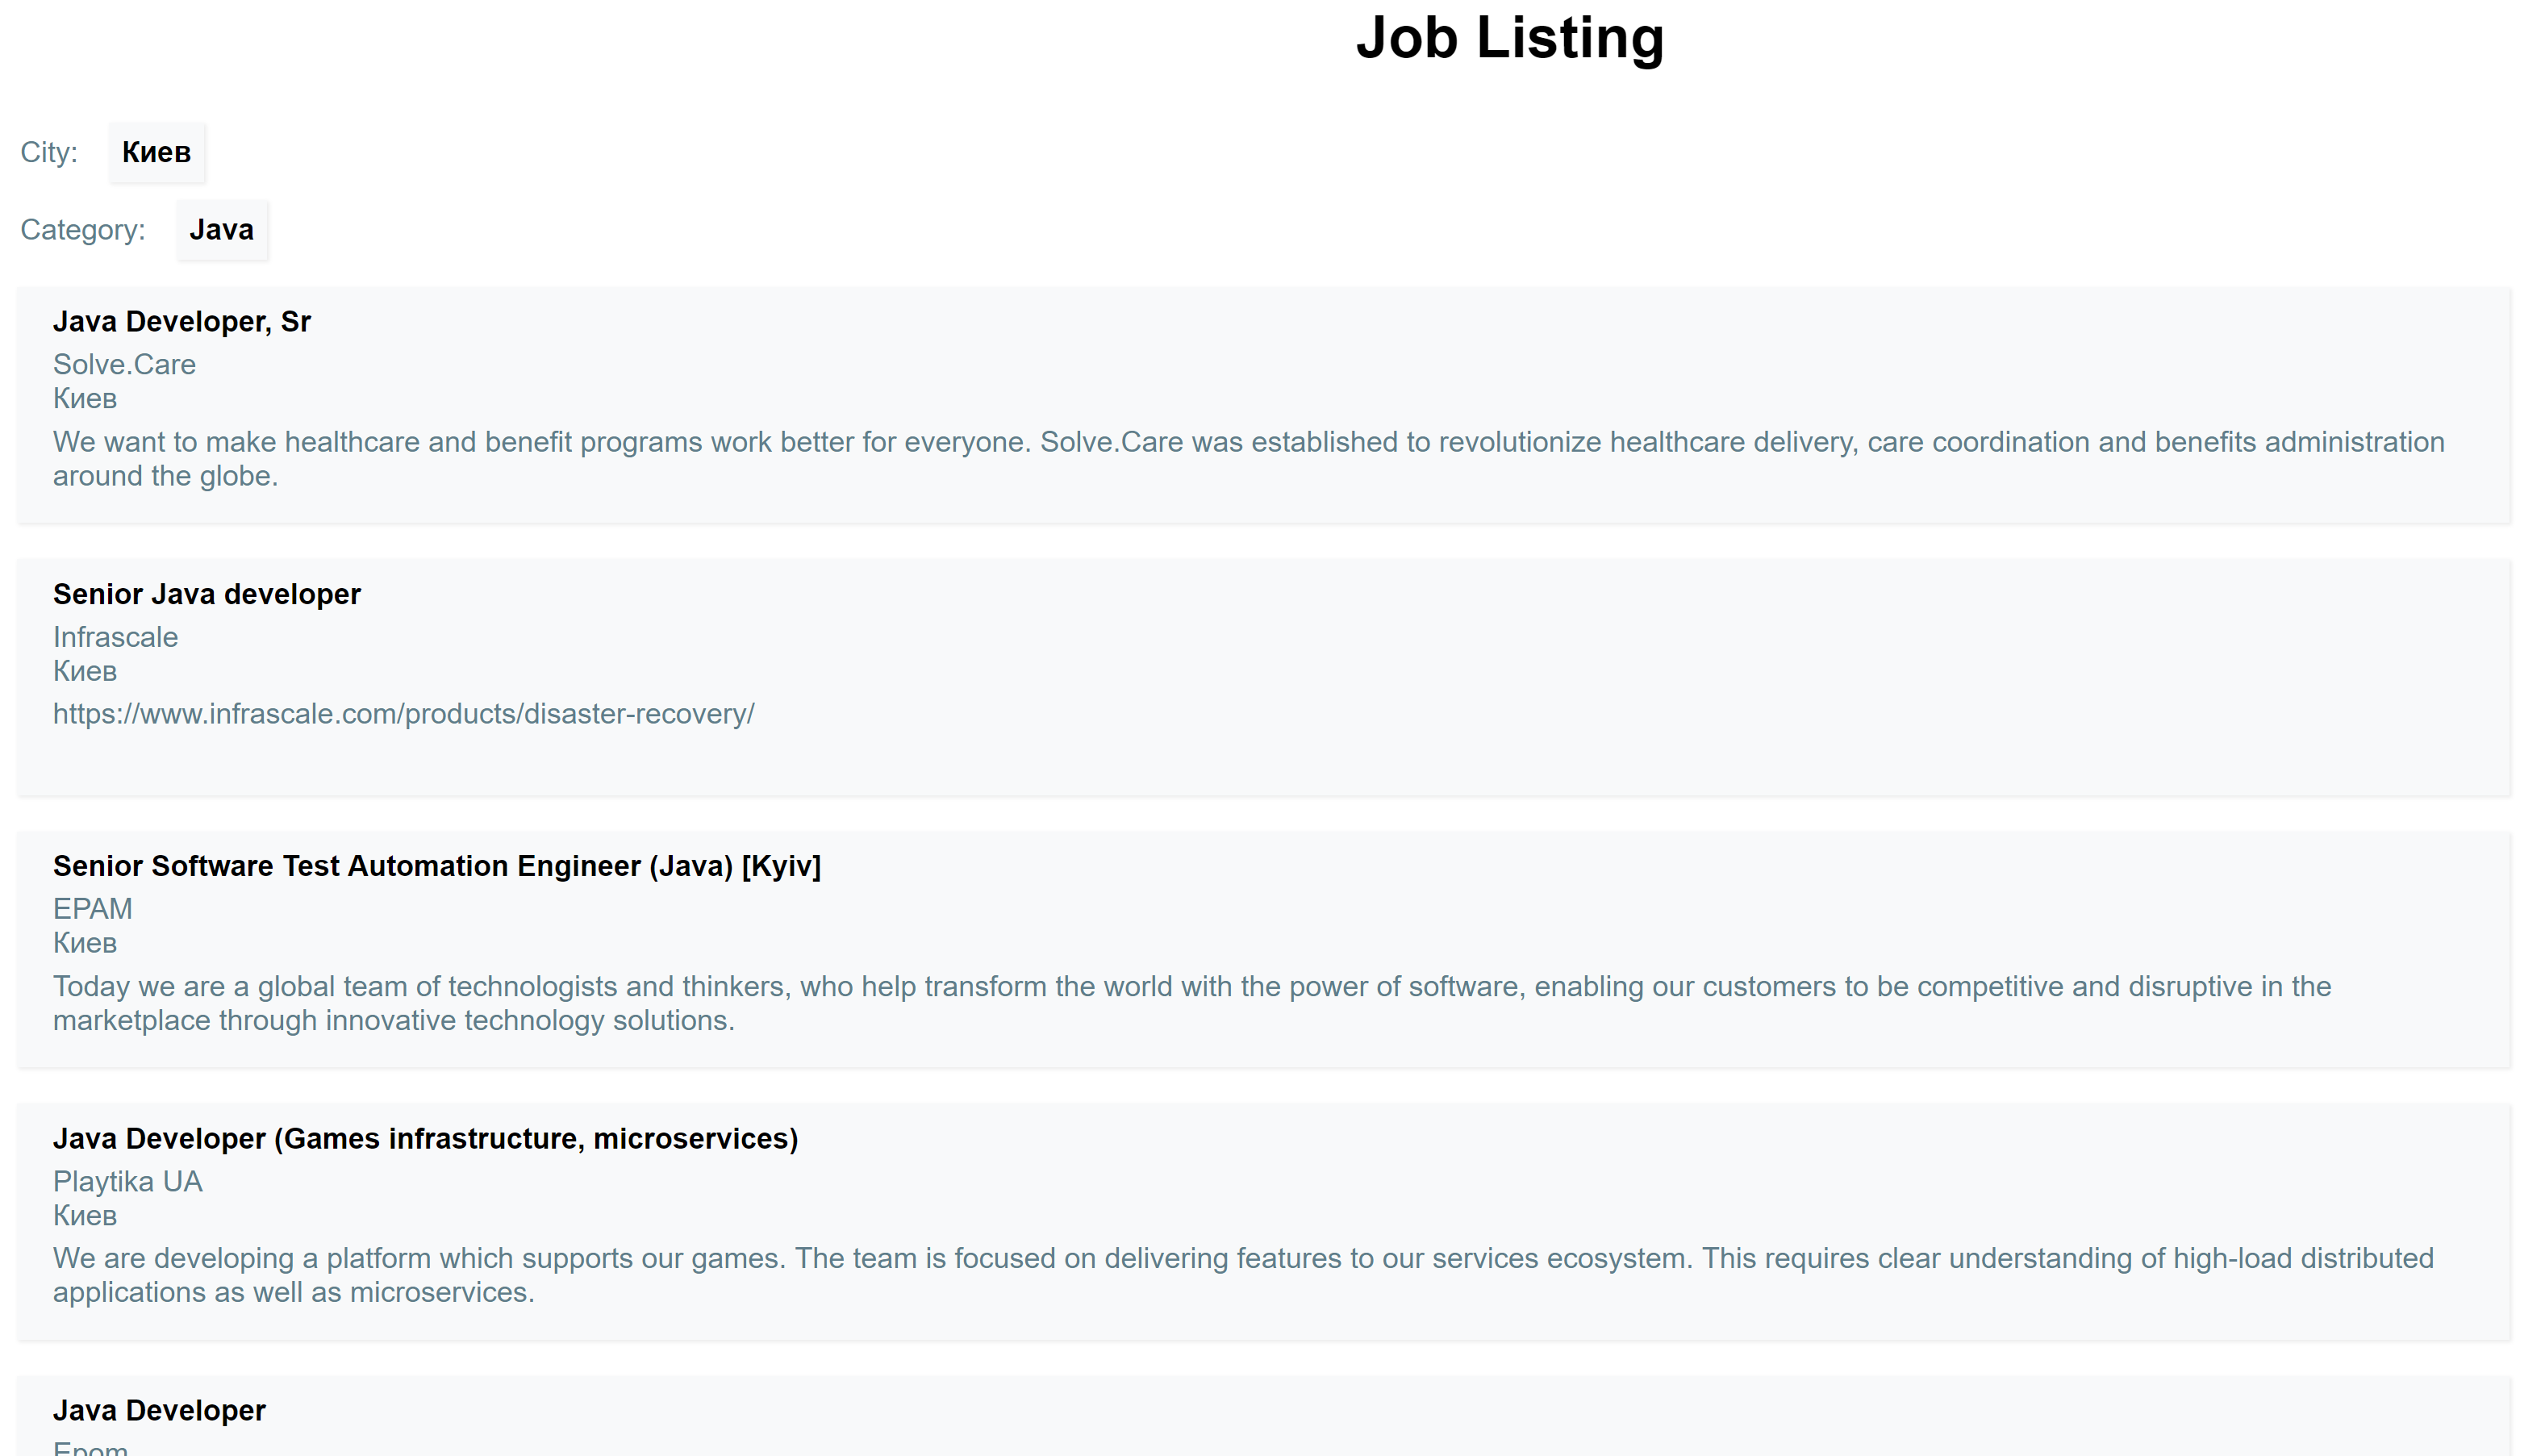 Job Listing
City: Киев
Category: Java
Java Developer, Sr
Solve.Care
Киев
We want to make healthcare and benefit programs work better for everyone. Solve.Care was established to revolutionize healthcare delivery, care coordination and benefits administration
around the globe.
Senior Java developer
Infrascale
Киев
https://www.infrascale.com/products/disaster-recovery/
Senior Software Test Automation Engineer (Java) [Kyiv]
EPAM
Киев
Today we are a global team of technologists and thinkers, who help transform the world with the power of software, enabling our customers to be competitive and disruptive in the
marketplace through innovative technology solutions.
Java Developer (Games infrastructure, microservices)
Playtika UA
Киев
We are developing a platform which supports our games. The team is focused on delivering features to our services ecosystem. This requires clear understanding of high-load distributed
applications as well as microservices.
Java Developer
Epom